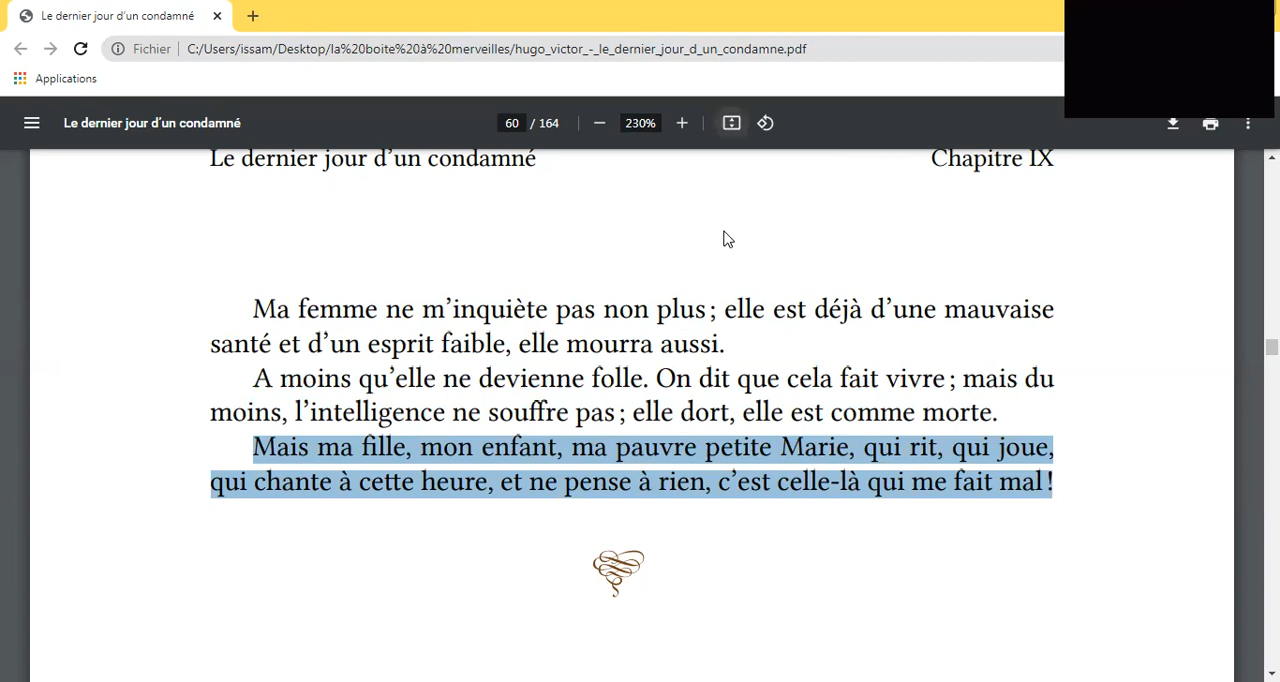 Le dernier jour d'un condamné
Fichier C:/Users/issam/Desktop/la%20boite%20à%20merveilles/hugo_victor_-_le_dernier_jour_d_un_condamne.pdf
Applications
Le dernier jour d'un condamné 60 / 164 230%
Le dernier jour d'un condamné Chapitre IX
Ma femme ne m'inquiète pas non plus ; elle est déjà d'une mauvaise
santé et d'un esprit faible, elle mourra aussi.
A moins qu'elle ne devienne folle. On dit que cela fait vivre ; mais du
moins, l'intelligence ne souffre pas ; elle dort, elle est comme morte.
Mais ma fille, mon enfant, ma pauvre petite Marie, qui rit, qui joue,
qui chante à cette heure, et ne pense à rien, c'est celle-là qui me fait mal !